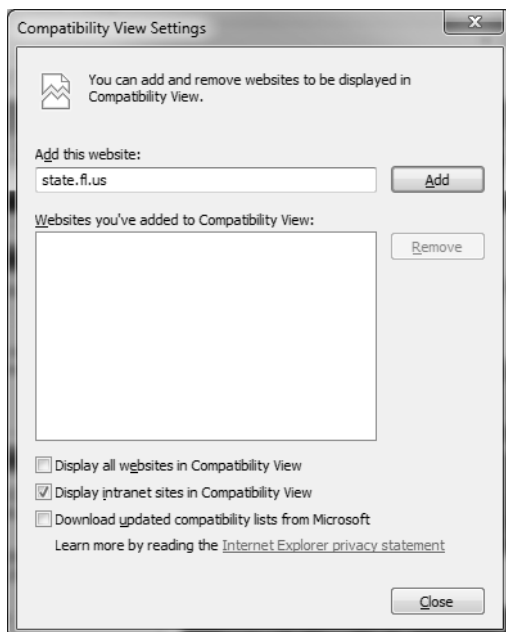 Compatibility View Settings
x
You can add and remove websites to be displayed in
Compatibility View.
Add this website:
state.fl.us
Add
Websites you've added to Compatibility View:
Remove
Display all websites in Compatibility View
Display intranet sites in Compatibility View
Download updated compatibility lists from Microsoft
Learn more by reading the Internet Explorer privacy statement
Close